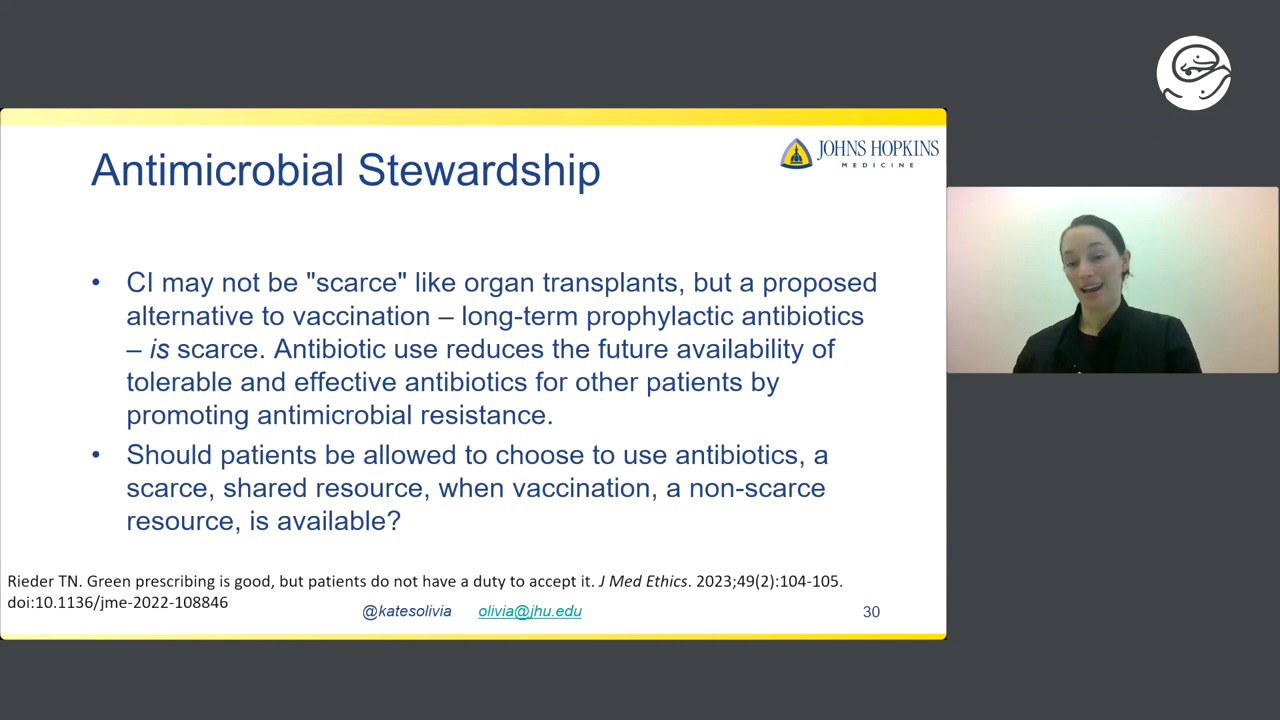 Antimicrobial Stewardship
JOHNS HOPKINS
MEDICINE
• CI may not be "scarce" like organ transplants, but a proposed
alternative to vaccination – long-term prophylactic antibiotics
– is scarce. Antibiotic use reduces the future availability of
tolerable and effective antibiotics for other patients by
promoting antimicrobial resistance.
• Should patients be allowed to choose to use antibiotics, a
scarce, shared resource, when vaccination, a non-scarce
resource, is available?
Rieder TN. Green prescribing is good, but patients do not have a duty to accept it. J Med Ethics. 2023;49(2):104-105.
doi:10.1136/jme-2022-108846
@katesolivia olivia@jhu.edu 30